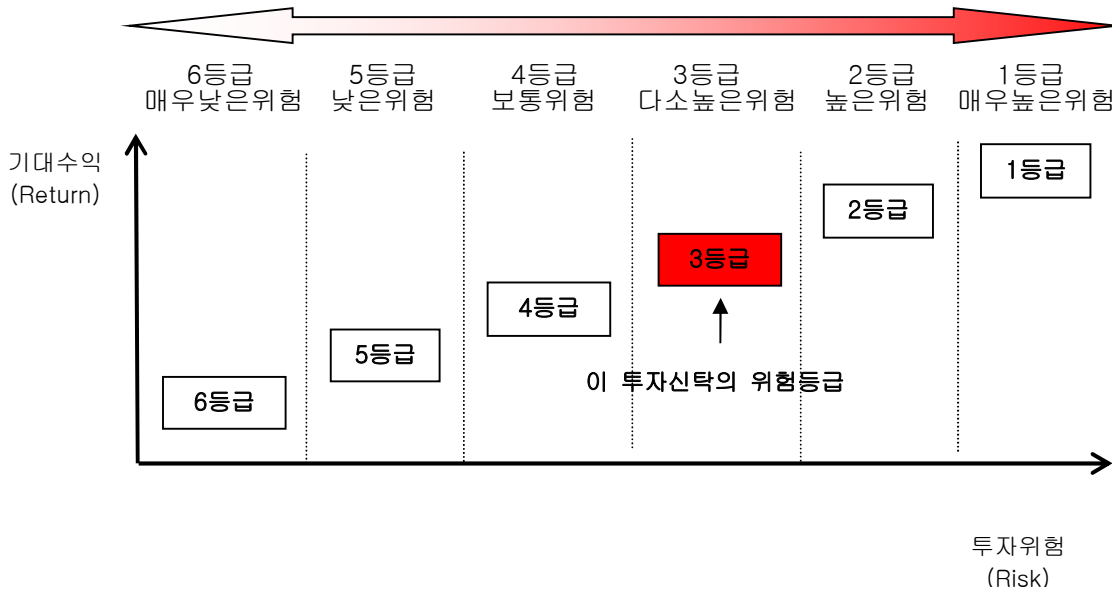 6등급 5등급 4등급 3등급 2등급 1등급
매우낮은위험 낮은위험 보통위험 다소높은위험 높은위험 매우높은위험
기대수익
(Return)
1등급
2등급
3등급
4등급
5등급
이 투자신탁의 위험등급
6등급
투자위험
(Risk)